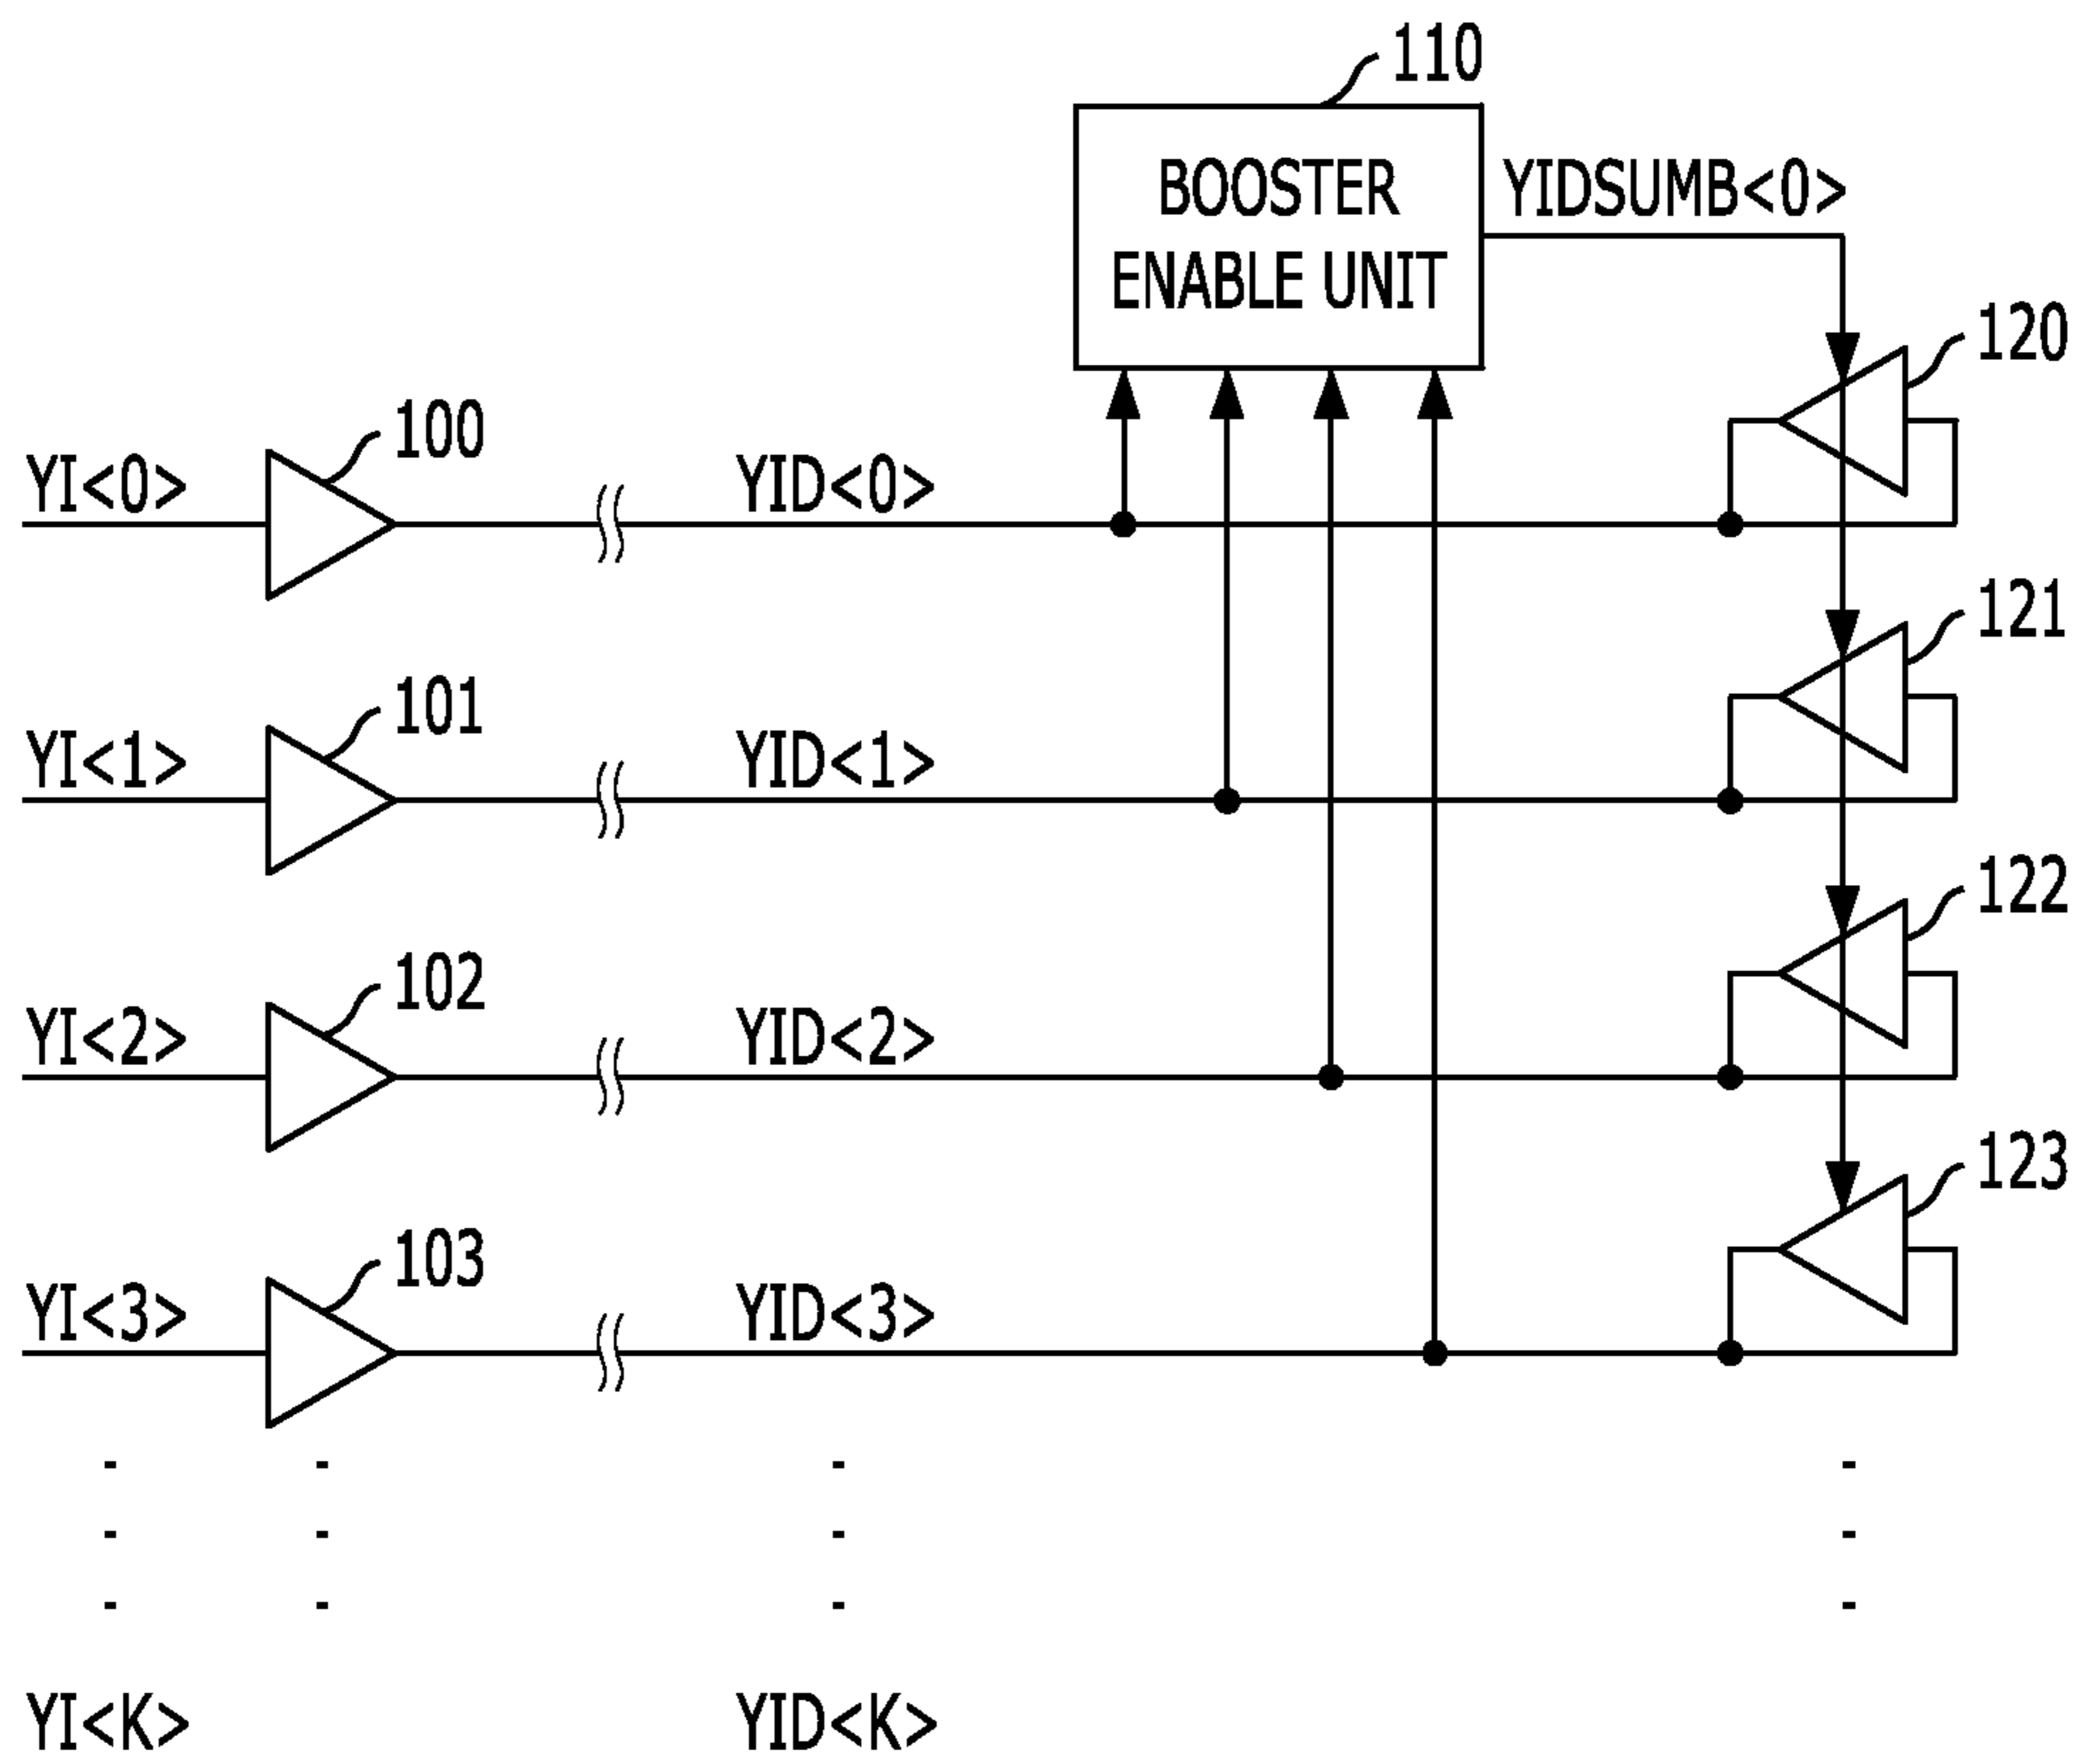 110
BOOSTER
ENABLE UNIT
YIDSUMB<0>
120
YI<0>
100
YID<0>
121
YI<1>
101
YID<1>
122
YI<2>
102
YID<2>
123
YI<3>
103
YID<3>
YI<K>
YID<K>